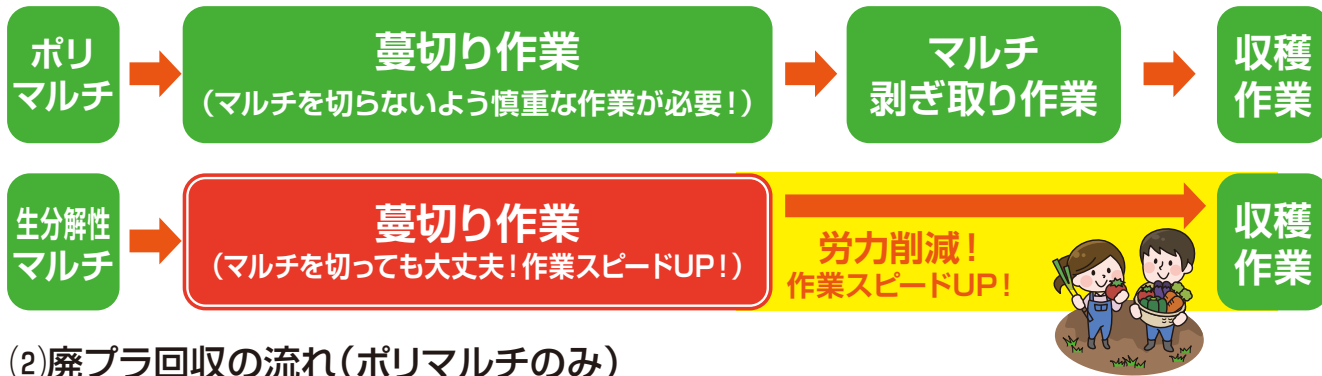 ポリ
マルチ
蔓切り作業
（マルチを切らないよう慎重な作業が必要！）
マルチ
剥ぎ取り作業
収穫
作業
生分解性
マルチ
蔓切り作業
（マルチを切っても大丈夫！作業スピードUP！）
労力削減！
作業スピードUP！
収穫
作業
⑵廃プラ回収の流れ（ポリマルチのみ）